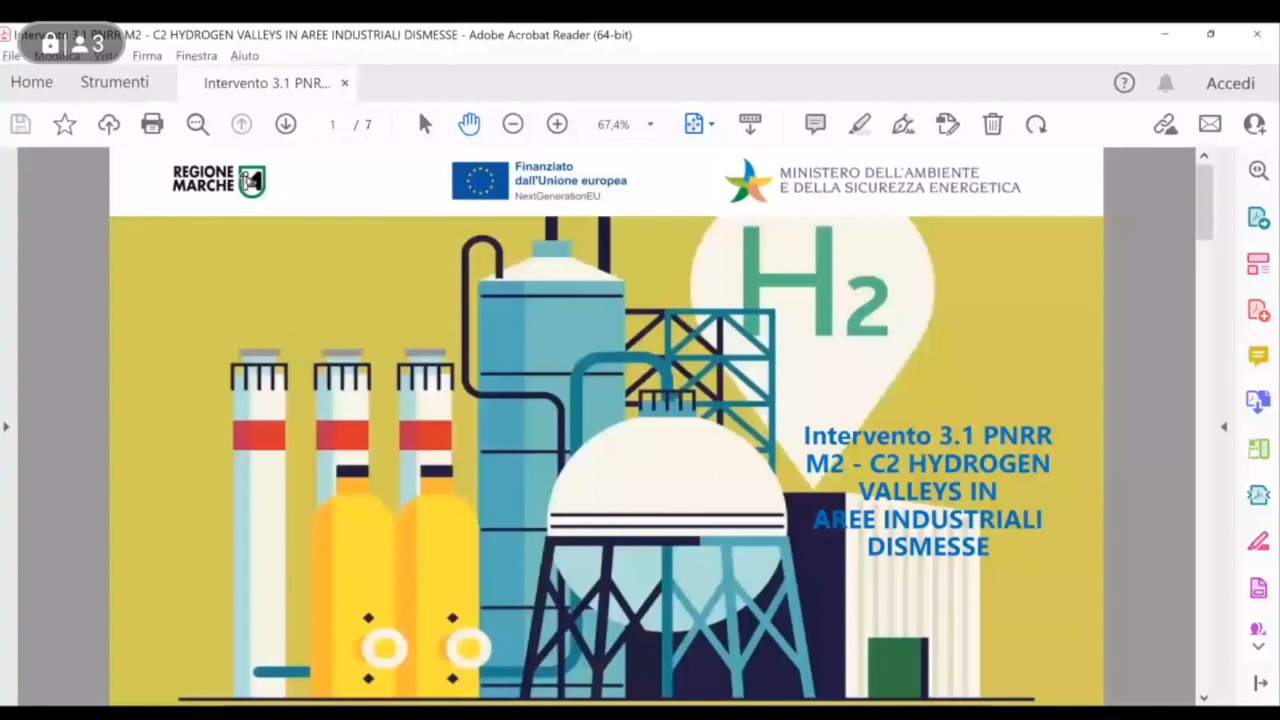 Intervento 3.1 PNRR M2 - C2 HYDROGEN VALLEYS IN AREE INDUSTRIALI DISMESSE - Adobe Acrobat Reader (64-bit)
3
File Modifica Vista Firma Finestra Aiuto
Home Strumenti Intervento 3.1 PNR... × Accedi
1 / 7 67,4%
REGIONE
MARCHE
Finanziato
dall'Unione europea
NextGenerationEU
MINISTERO DELL'AMBIENTE
E DELLA SICUREZZA ENERGETICA
H2
Intervento 3.1 PNRR
M2 - C2 HYDROGEN
VALLEYS IN
AREE INDUSTRIALI
DISMESSE